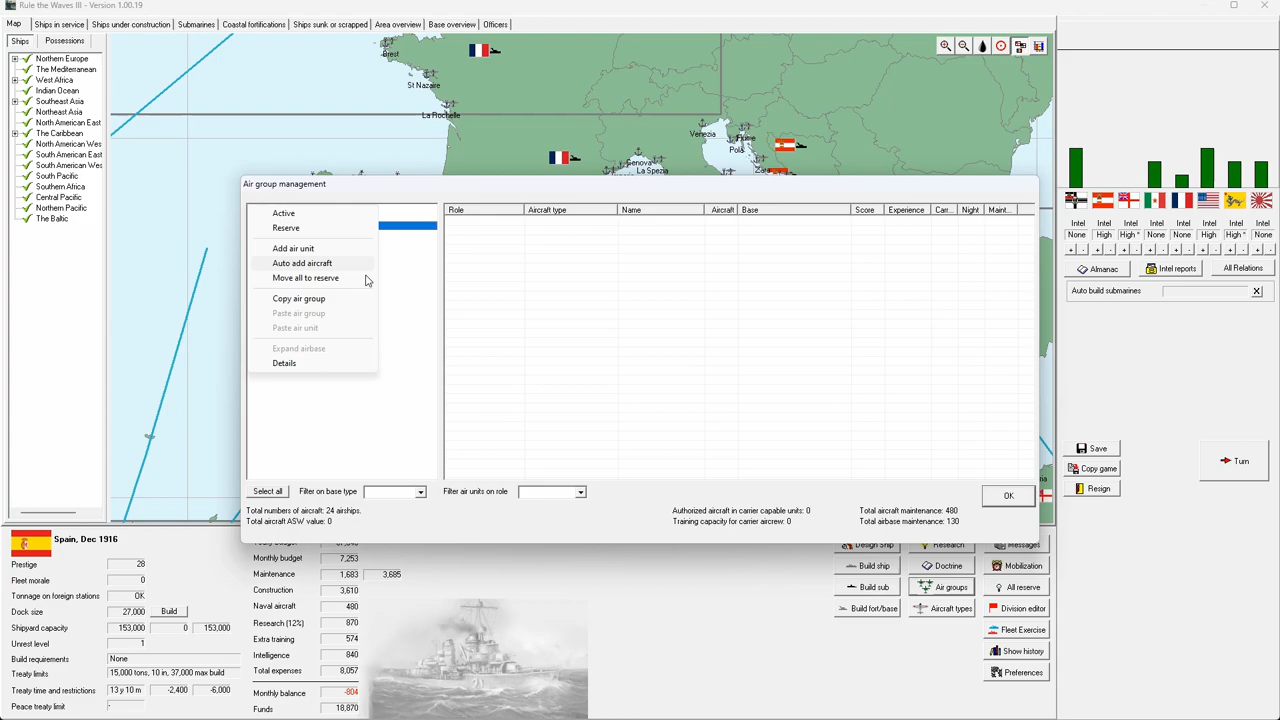 Rule the Waves III - Version 1.00.19
Map
Ships in service
Ships under construction
Submarines
Coastal fortifications
Ships sunk or scrapped
Area overview
Base overview
Officers
Ships
Possessions
Northern Europe
The Mediterranean
West Africa
Indian Ocean
Southeast Asia
Northeast Asia
North American East
The Caribbean
North American Wes
South American East
South American Wes
South Pacific
Southern Africa
Central Pacific
Northern Pacific
The Baltic
Brest
St Nazaire
La Rochelle
Venezia
Fiume
Pola
Zara
Genova
La Spezia
Air group management
Active
Reserve
Add air unit
Auto add aircraft
Move all to reserve
Copy air group
Paste air group
Paste air unit
Expand airbase
Details
Role
Aircraft type
Name
Aircraft
Base
Score
Experience
Carr...
Night
Maint...
Select all
Filter on base type
Filter air units on role
OK
Total numbers of aircraft: 24 airships.
Total aircraft ASW value: 0
Authorized aircraft in carrier capable units: 0
Training capacity for carrier aircrew: 0
Total aircraft maintenance: 480
Total airbase maintenance: 130
Intel Intel Intel Intel Intel Intel Intel Intel
None High High * None None High High * None
+ - + - + - + - + - + - + - + -
Almanac
Intel reports
All Relations
Auto build submarines
Save
Copy game
Resign
Turn
Spain, Dec 1916
Prestige 28
Fleet morale 0
Tonnage on foreign stations OK
Dock size 27,000 Build
Shipyard capacity 153,000 0 153,000
Unrest level 1
Build requirements None
Treaty limits 15,000 tons, 10 in, 37,000 max build
Treaty time and restrictions 13 y 10 m -2,400 -6,000
Peace treaty limit -
Monthly budget 7,253
Maintenance 1,683 3,685
Construction 3,610
Naval aircraft 480
Research (12%) 870
Extra training 574
Intelligence 840
Total expenses 8,057
Monthly balance -804
Funds 18,870
Design Ship
Research
Messages
Build ship
Doctrine
Mobilization
Build sub
Air groups
All reserve
Build fort/base
Aircraft types
Division editor
Fleet Exercise
Show history
Preferences